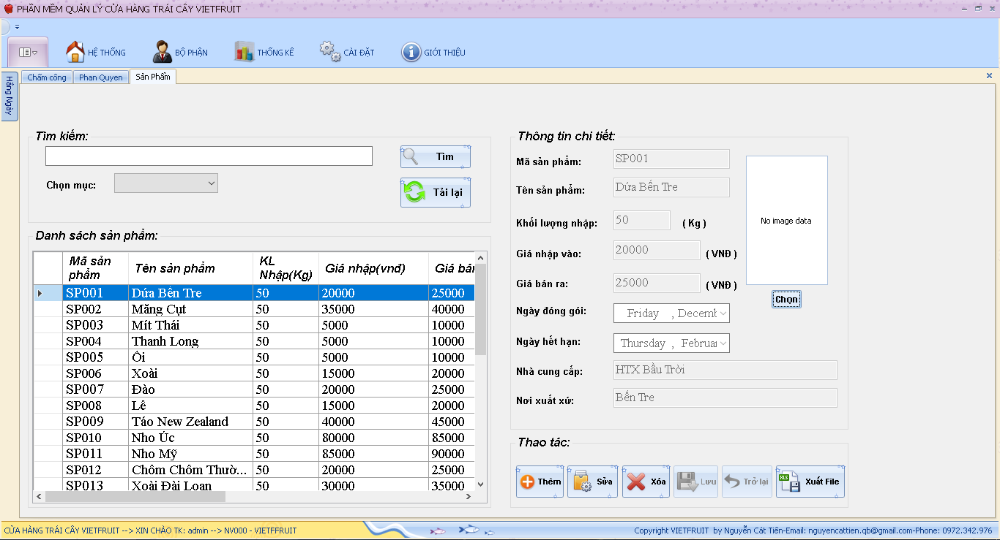 PHẦN MỀM QUẢN LÝ CỬA HÀNG TRÁI CÂY VIETFRUIT
HỆ THỐNG BỘ PHẬN THỐNG KÊ CÀI ĐẶT GIỚI THIỆU
Hằng Ngày
Chấm công Phan Quyen Sản Phẩm
Tìm kiếm:
Tìm
Chọn mục:
Tải lại
Danh sách sản phẩm:
Mã sản phẩm Tên sản phẩm KL Nhập(Kg) Giá nhập(vnđ) Giá bán
SP001 Dứa Bến Tre 50 20000 25000
SP002 Măng Cụt 50 35000 40000
SP003 Mít Thái 50 5000 10000
SP004 Thanh Long 50 5000 10000
SP005 Ổi 50 5000 10000
SP006 Xoài 50 15000 20000
SP007 Đào 50 20000 25000
SP008 Lê 50 15000 20000
SP009 Táo New Zealand 50 40000 45000
SP010 Nho Úc 50 80000 85000
SP011 Nho Mỹ 50 85000 90000
SP012 Chôm Chôm Thườ... 50 20000 25000
SP013 Xoài Đài Loan 50 30000 35000
Thông tin chi tiết:
Mã sản phẩm: SP001
Tên sản phẩm: Dứa Bến Tre
Khối lượng nhập: 50 ( Kg )
Giá nhập vào: 20000 ( VNĐ )
Giá bán ra: 25000 ( VNĐ )
Ngày đóng gói: Friday , Decemb
Ngày hết hạn: Thursday , Februar
Nhà cung cấp: HTX Bầu Trời
Nơi xuất xứ: Bến Tre
No image data
Chọn
Thao tác:
Thêm Sửa Xóa Lưu Trở lại XLS Xuất File
CỬA HÀNG TRÁI CÂY VIETFRUIT --> XIN CHÀO TK: admin --> NV000 - VIETFFRUIT
Copyright VIETFRUIT by Nguyễn Cát Tiên-Email: nguyencattien.qb@gmail.com-Phone: 0972.342.976